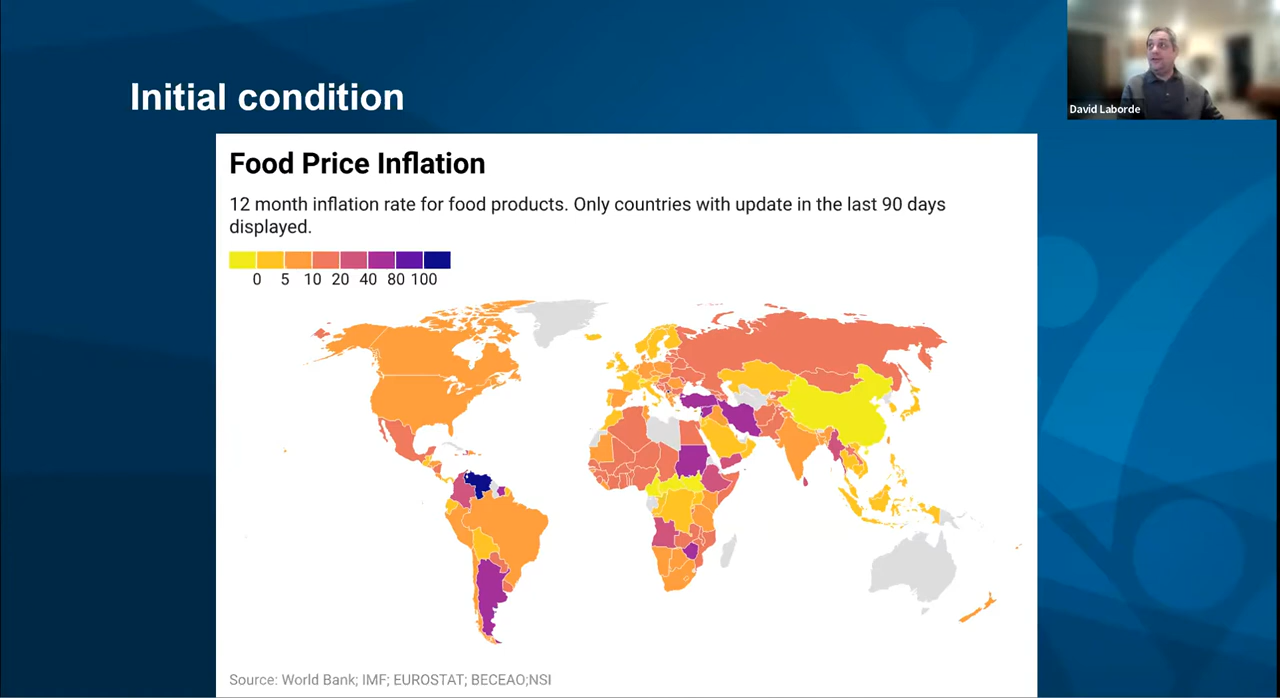 Initial condition
David Laborde
Food Price Inflation
12 month inflation rate for food products. Only countries with update in the last 90 days
displayed.
0 5 10 20 40 80 100
Source: World Bank; IMF; EUROSTAT; BECEAO;NSI